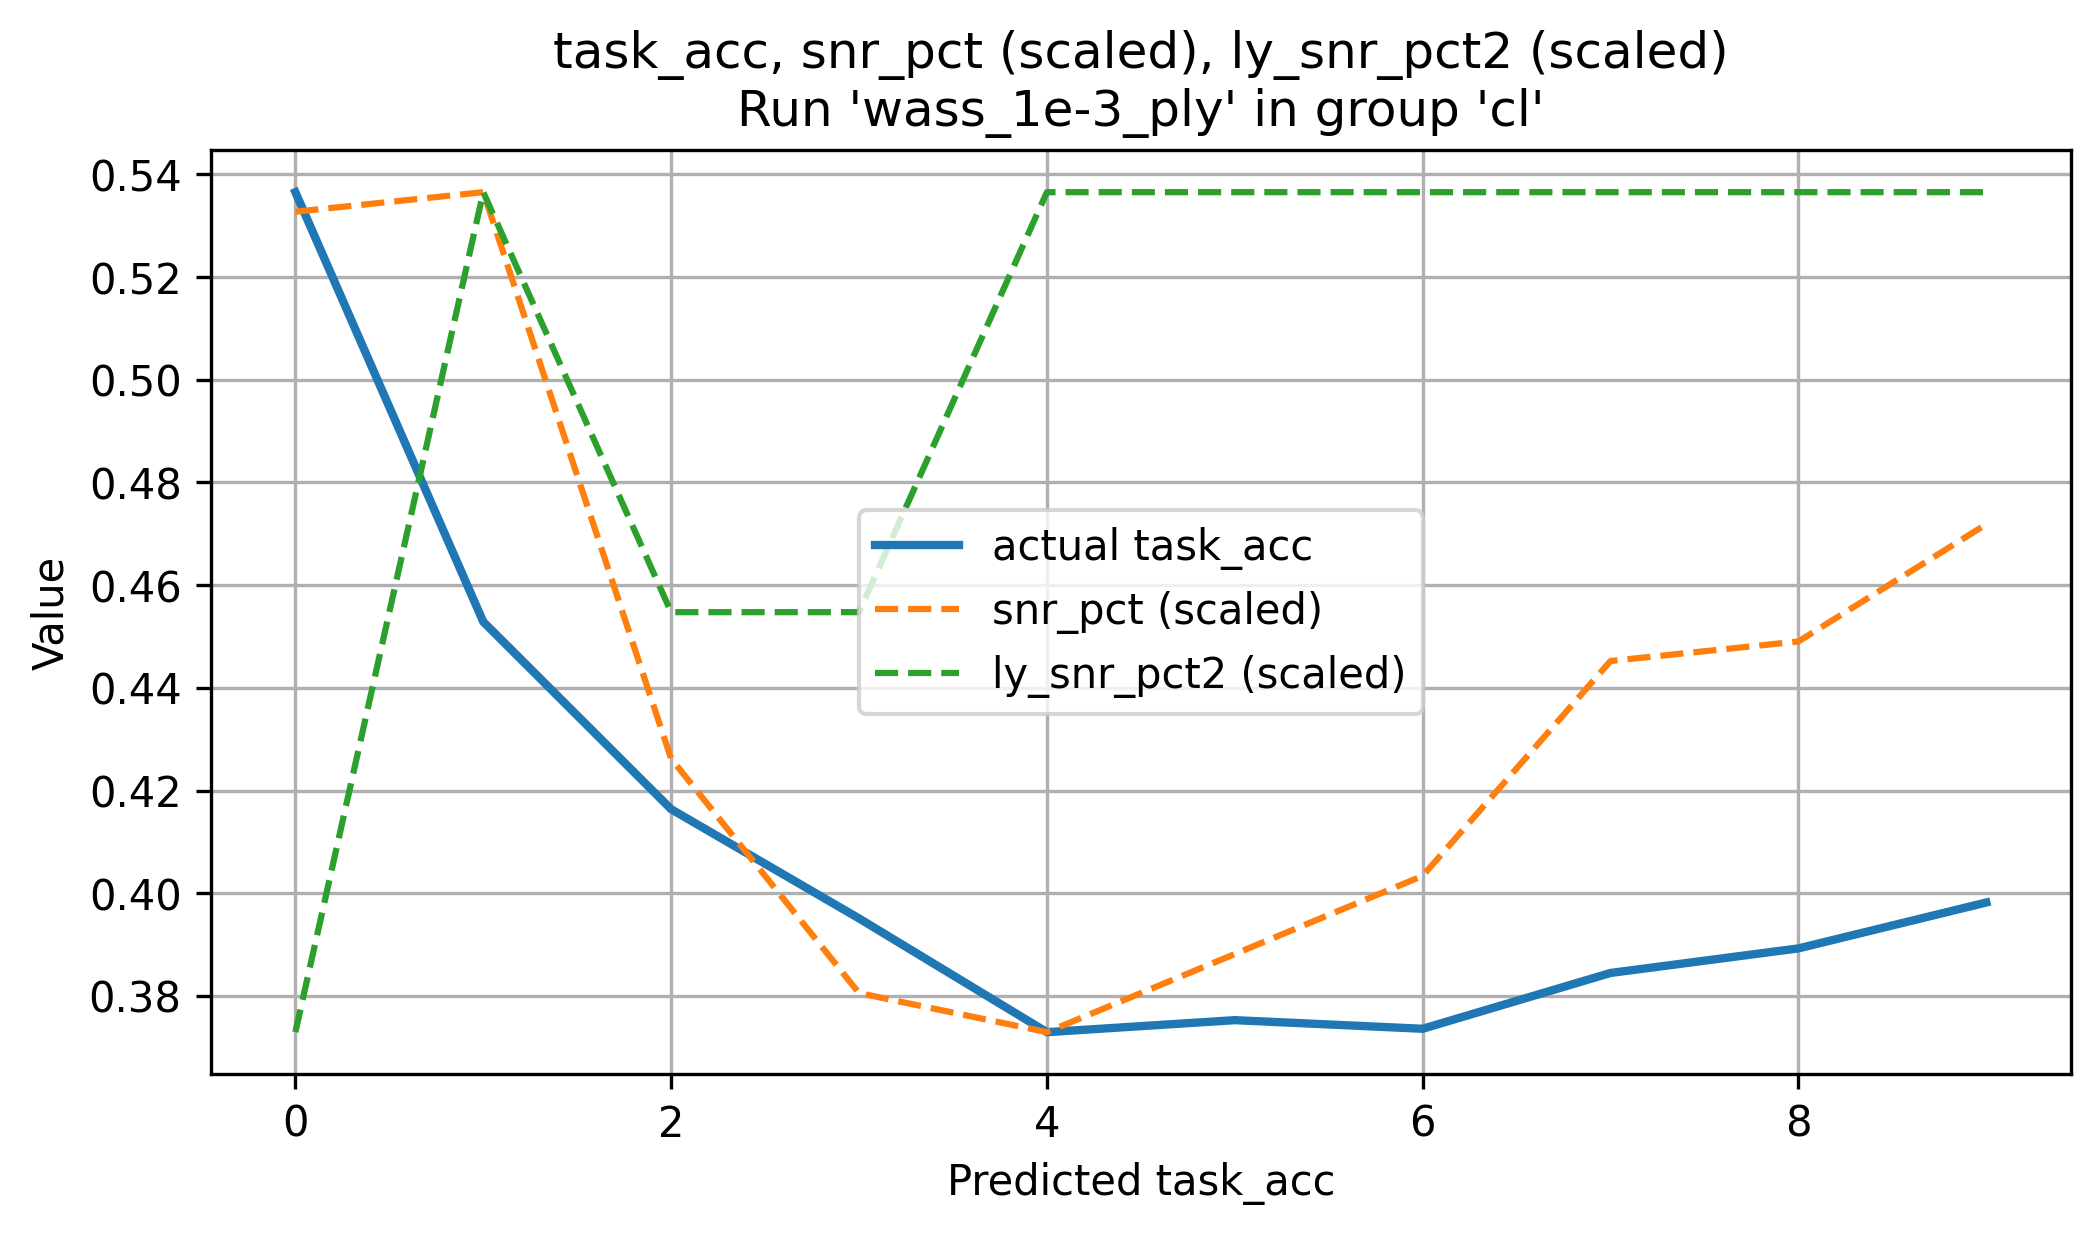 task_acc, snr_pct (scaled), ly_snr_pct2 (scaled)
Run 'wass_1e-3_ply' in group 'cl'
0.54
0.52
0.50
0.48
0.46
0.44
0.42
0.40
0.38
Value
actual task_acc
snr_pct (scaled)
ly_snr_pct2 (scaled)
0 2 4 6 8
Predicted task_acc